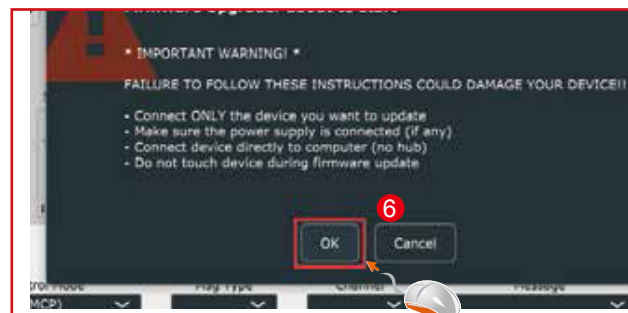 * IMPORTANT WARNING! *
FAILURE TO FOLLOW THESE INSTRUCTIONS COULD DAMAGE YOUR DEVICE!!
- Connect ONLY the device you want to update
- Make sure the power supply is connected (if any)
- Connect device directly to computer (no hub)
- Do not touch device during firmware update
6
OK
Cancel
Message
MCP)